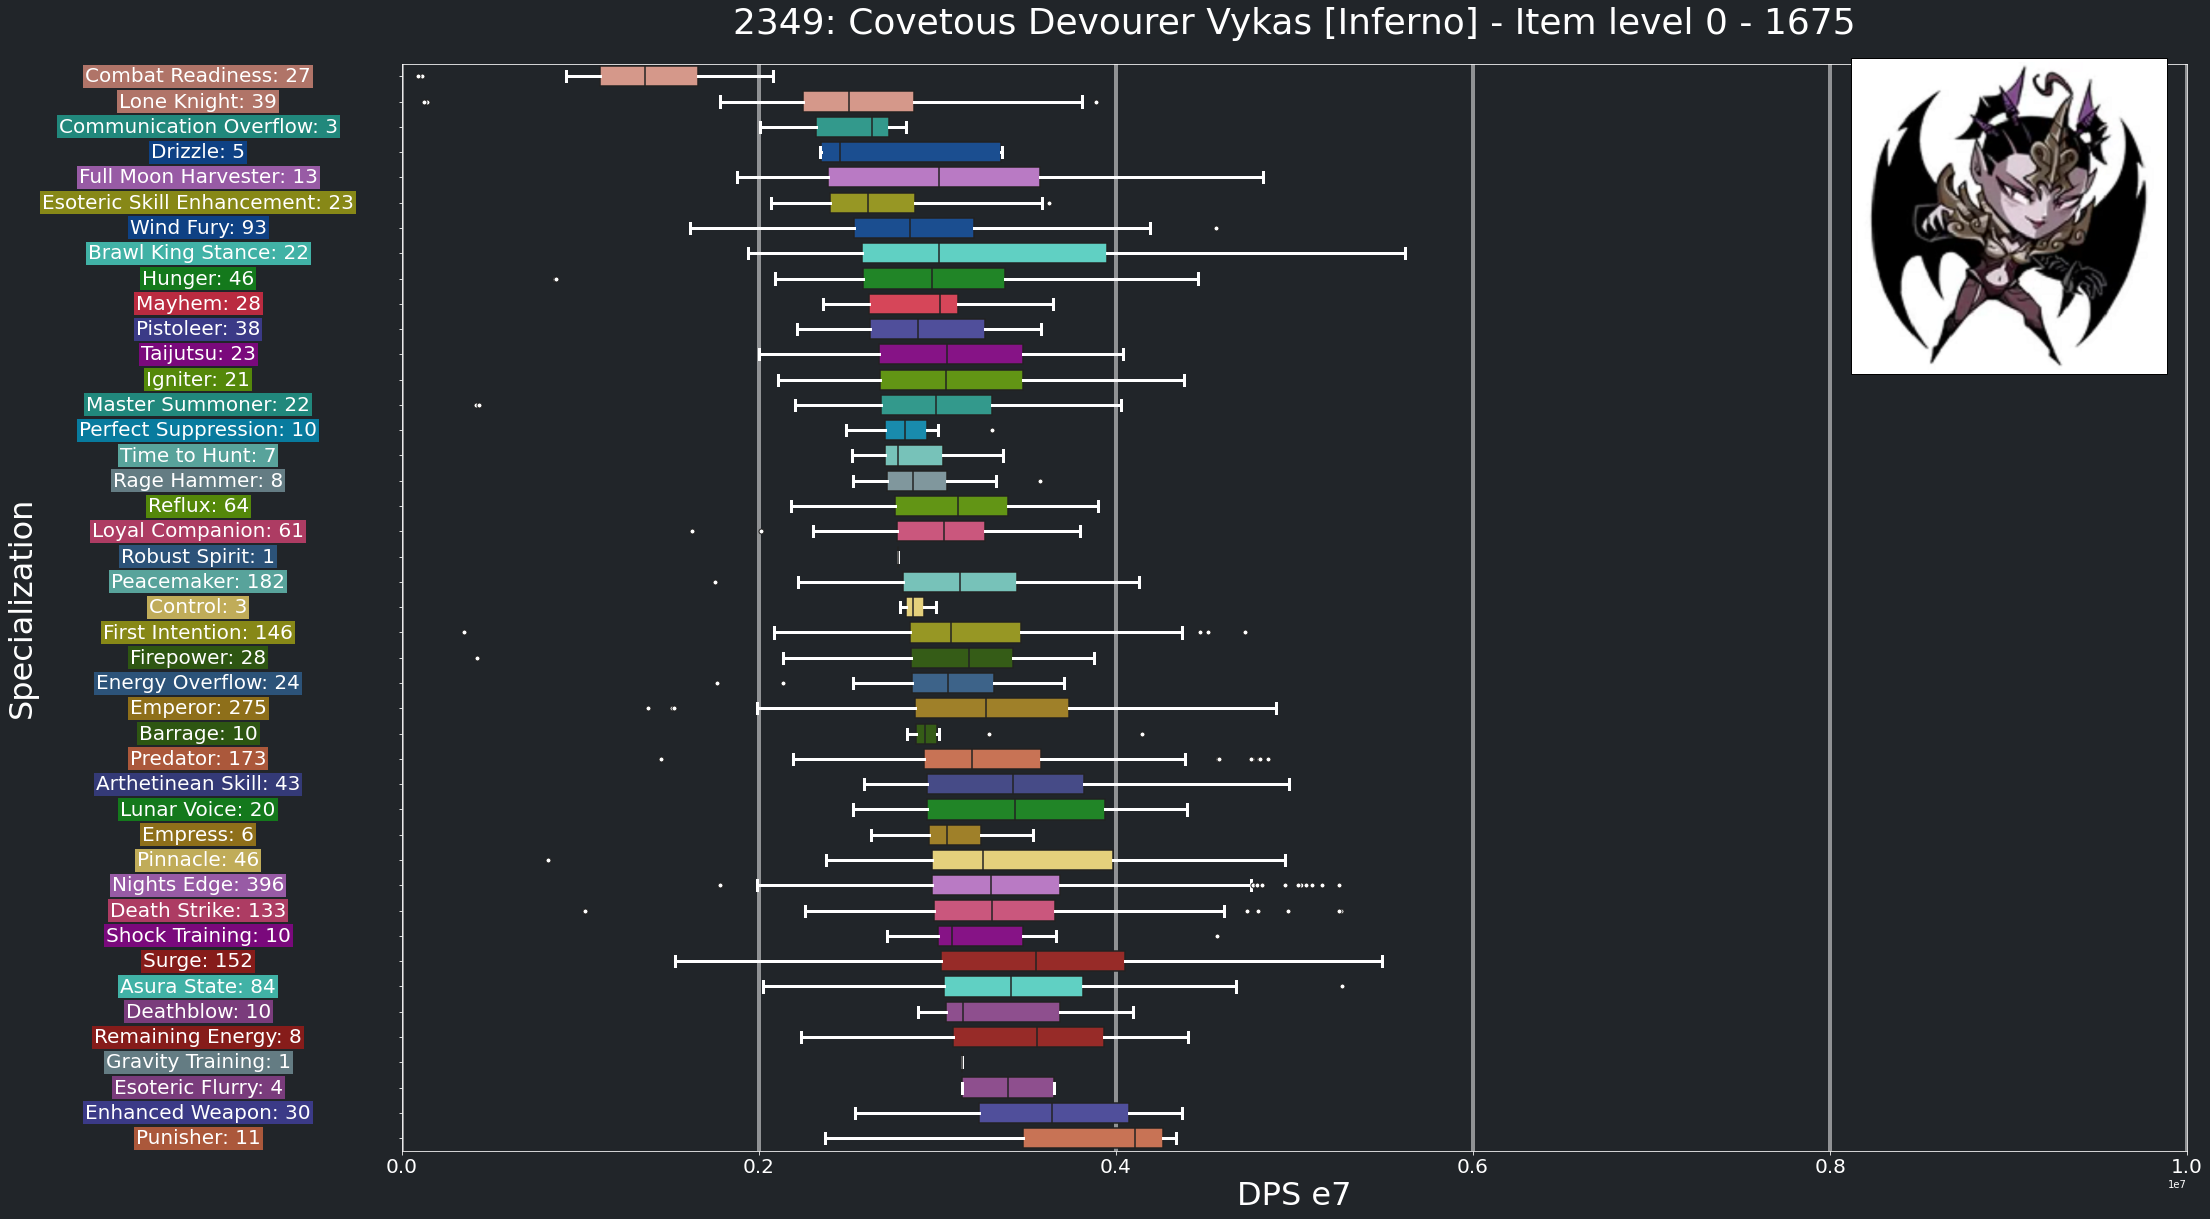 2349: Covetous Devourer Vykas [Inferno] - Item level 0 - 1675
Specialization
Combat Readiness: 27
Lone Knight: 39
Communication Overflow: 3
Drizzle: 5
Full Moon Harvester: 13
Esoteric Skill Enhancement: 23
Wind Fury: 93
Brawl King Stance: 22
Hunger: 46
Mayhem: 28
Pistoleer: 38
Taijutsu: 23
Igniter: 21
Master Summoner: 22
Perfect Suppression: 10
Time to Hunt: 7
Rage Hammer: 8
Reflux: 64
Loyal Companion: 61
Robust Spirit: 1
Peacemaker: 182
Control: 3
First Intention: 146
Firepower: 28
Energy Overflow: 24
Emperor: 275
Barrage: 10
Predator: 173
Arthetinean Skill: 43
Lunar Voice: 20
Empress: 6
Pinnacle: 46
Nights Edge: 396
Death Strike: 133
Shock Training: 10
Surge: 152
Asura State: 84
Deathblow: 10
Remaining Energy: 8
Gravity Training: 1
Esoteric Flurry: 4
Enhanced Weapon: 30
Punisher: 11
0.0 0.2 0.4 0.6 0.8 1.0
1e7
DPS e7